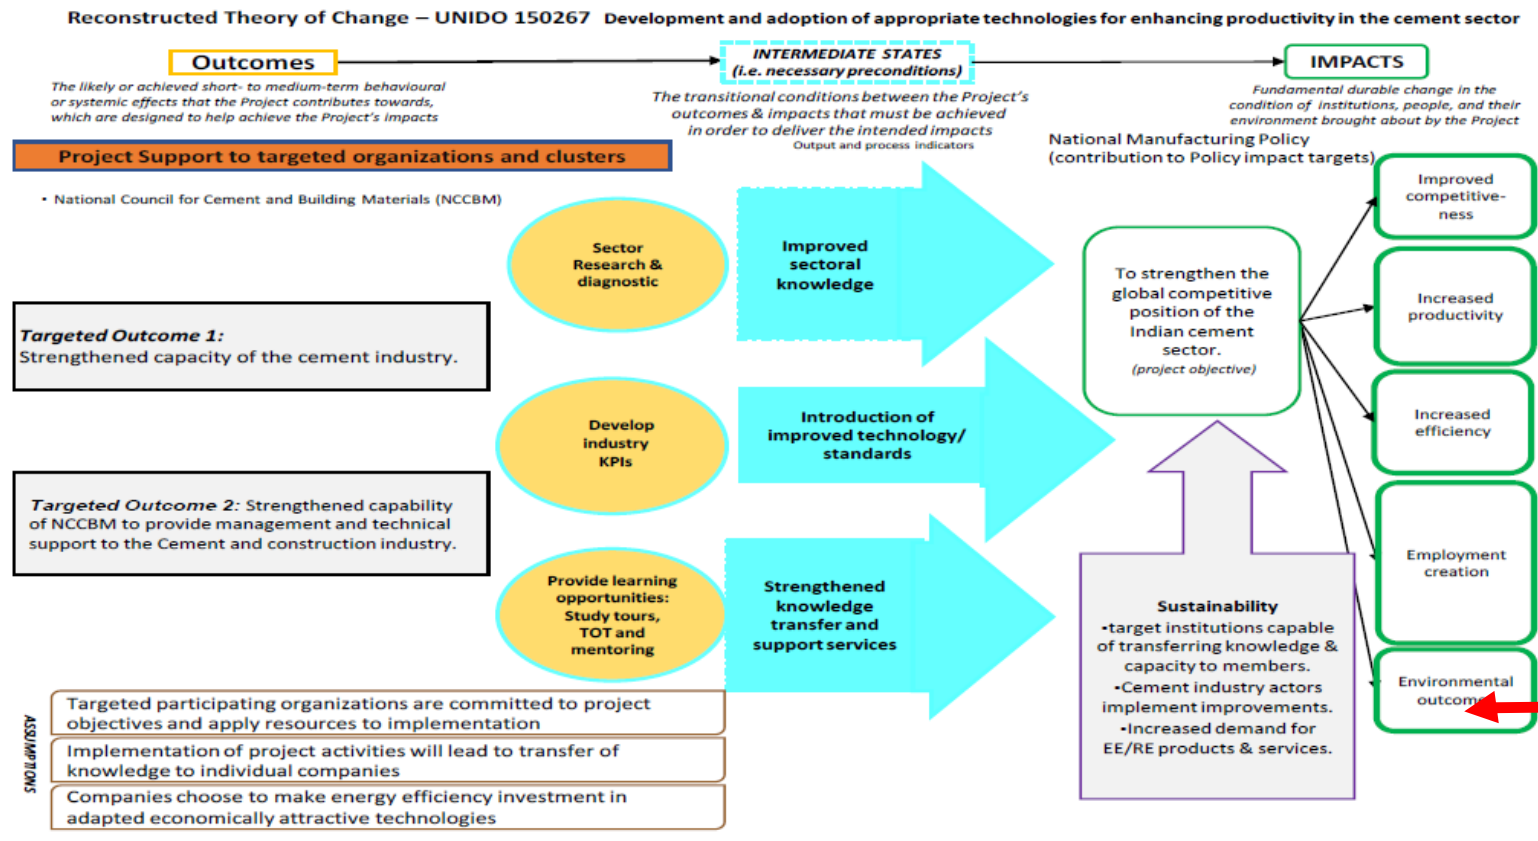 Reconstructed Theory of Change – UNIDO 150267 Development and adoption of appropriate technologies for enhancing productivity in the cement sector
Outcomes
The likely or achieved short- to medium-term behavioural
or systemic effects that the Project contributes towards,
which are designed to help achieve the Project's impacts
INTERMEDIATE STATES
(i.e. necessary preconditions)
The transitional conditions between the Project's
outcomes & impacts that must be achieved
in order to deliver the intended impacts
Output and process indicators
IMPACTS
Fundamental durable change in the
condition of institutions, people, and their
environment brought about by the Project
National Manufacturing Policy
(contribution to Policy impact targets)
Project Support to targeted organizations and clusters
• National Council for Cement and Building Materials (NCCBM)
Targeted Outcome 1:
Strengthened capacity of the cement industry.
Targeted Outcome 2: Strengthened capability
of NCCBM to provide management and technical
support to the Cement and construction industry.
Sector
Research &
diagnostic
Develop
industry
KPIs
Provide learning
opportunities:
Study tours,
TOT and
mentoring
Improved
sectoral
knowledge
Introduction of
improved technology/
standards
Strengthened
knowledge
transfer and
support services
To strengthen the
global competitive
position of the
Indian cement
sector.
(project objective)
Sustainability
•target institutions capable
of transferring knowledge &
capacity to members.
•Cement industry actors
implement improvements.
•Increased demand for
EE/RE products & services.
Improved
competitive-
ness
Increased
productivity
Increased
efficiency
Employment
creation
Environmental
ASSUMPTIONS
Targeted participating organizations are committed to project
objectives and apply resources to implementation
Implementation of project activities will lead to transfer of
knowledge to individual companies
Companies choose to make energy efficiency investment in
adapted economically attractive technologies